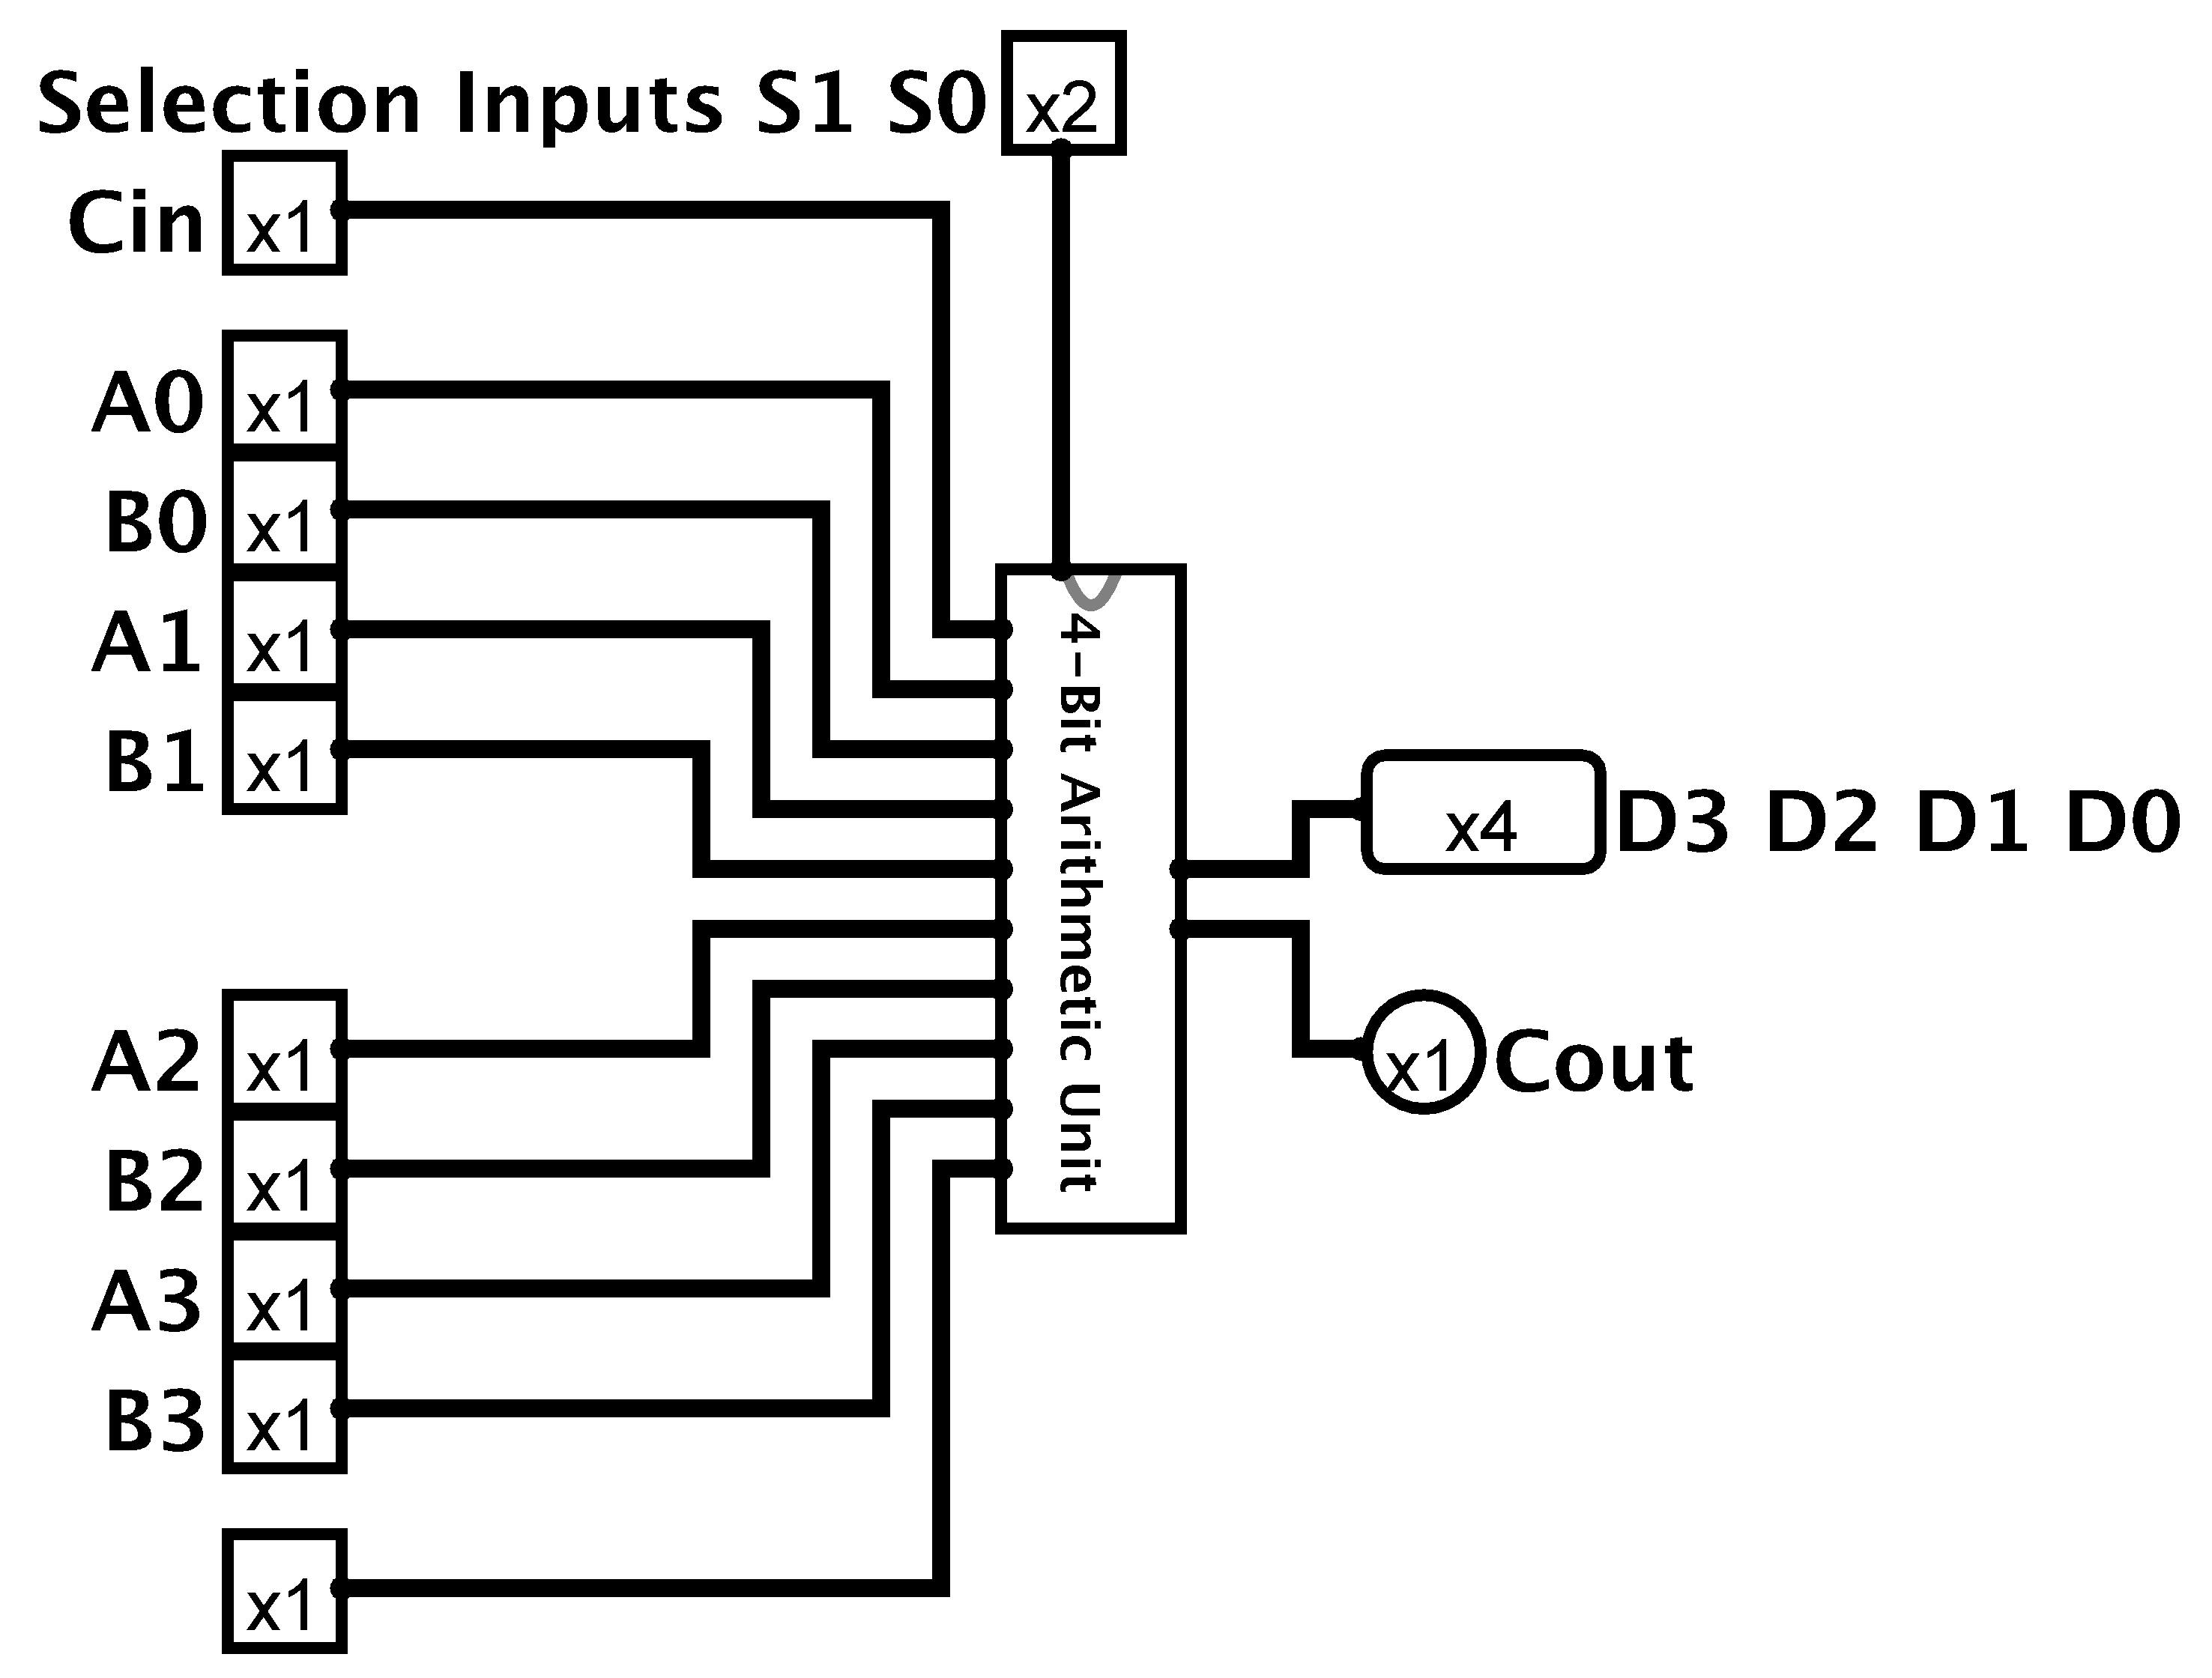 Selection Inputs S1 S0 x2
Cin x1
A0 x1
B0 x1
A1 x1
B1 x1
4-Bit Arithmetic Unit
x4 D3 D2 D1 D0
A2 x1
x1 Cout
B2 x1
A3 x1
B3 x1
x1